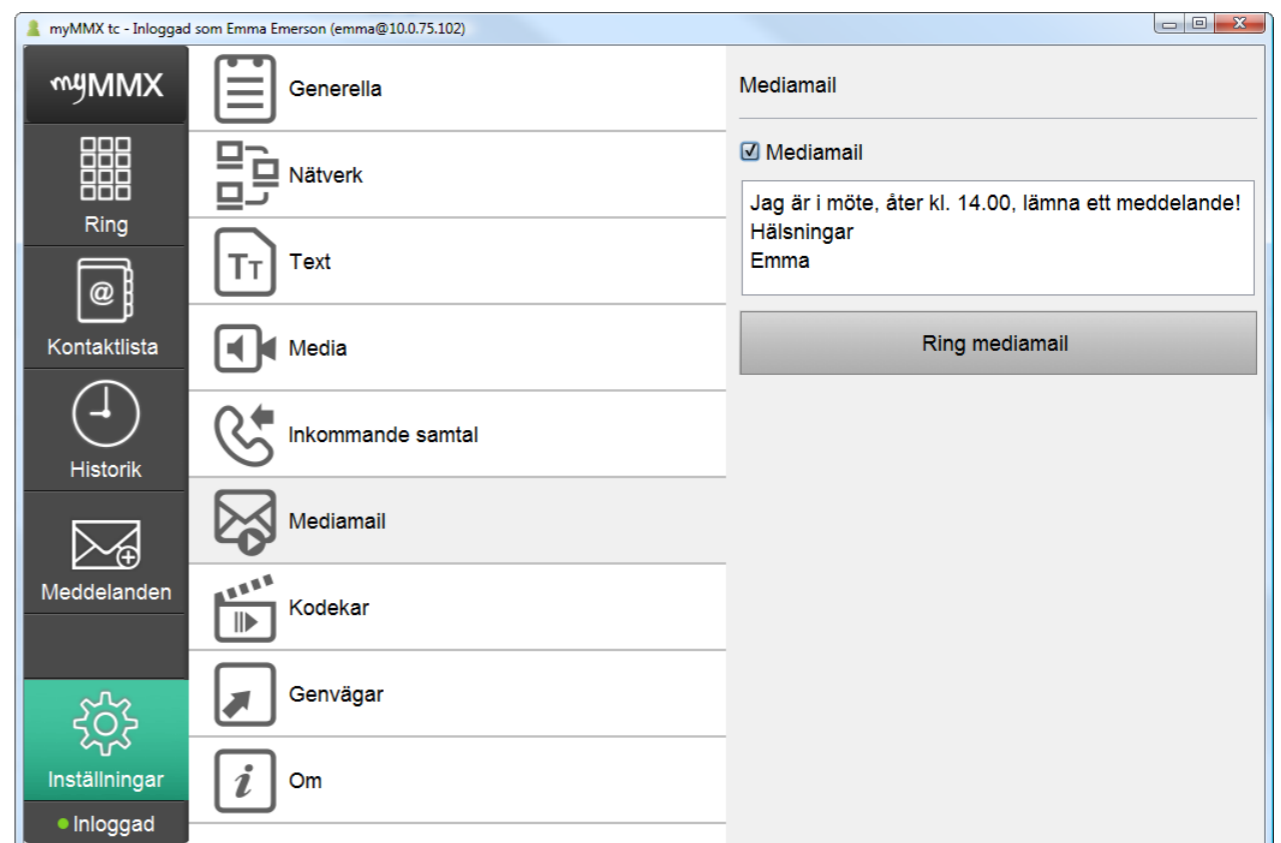 myMMX tc - Inloggad som Emma Emerson (emma@10.0.75.102)
myMMX
Ring
@
Kontaktlista
Historik
Meddelanden
Inställningar
Inloggad
Generella
Nätverk
TT
Text
Media
Inkommande samtal
Mediamail
Kodekar
Genvägar
i
Om
Mediamail
Mediamail
Jag är i möte, åter kl. 14.00, lämna ett meddelande!
Hälsningar
Emma
Ring mediamail